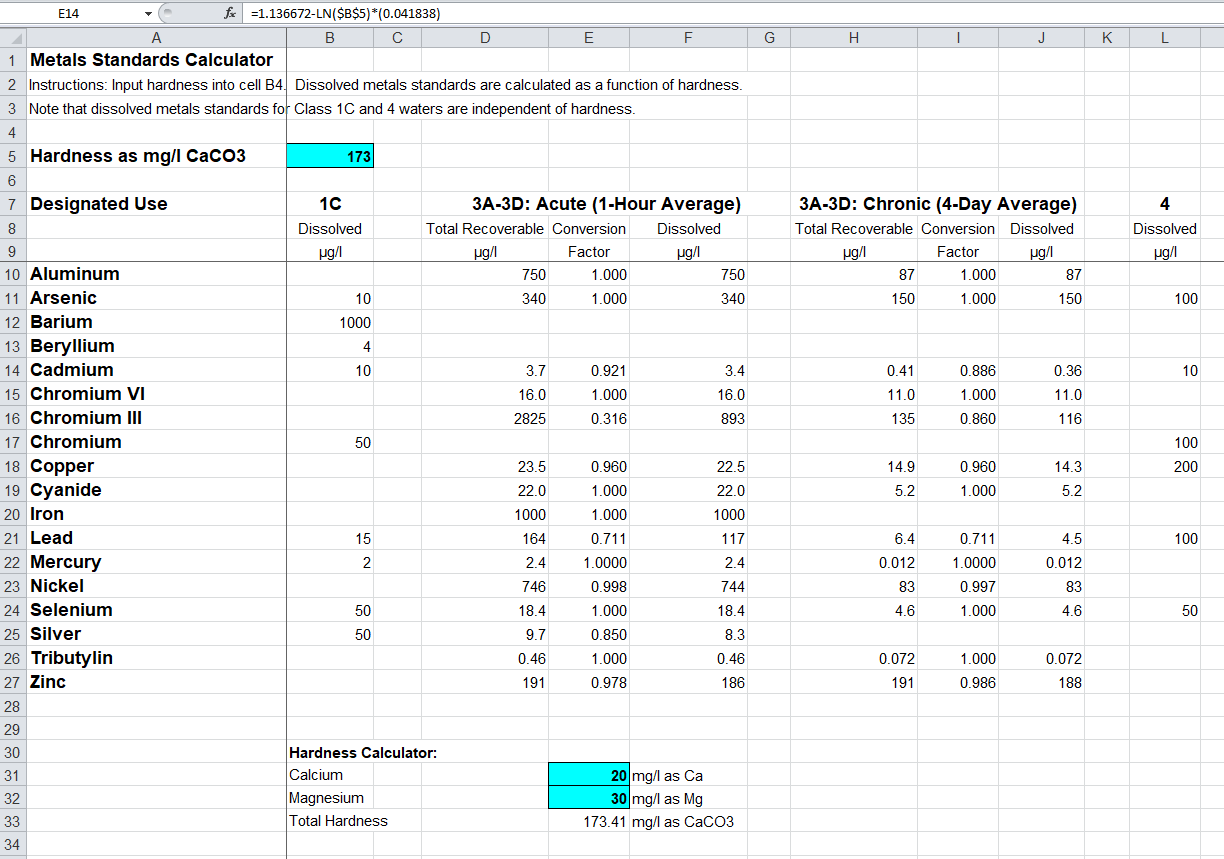 E14 fx =1.136672-LN($B$5)*(0.041838)
A B C D E F G H I J K L
1 Metals Standards Calculator
2 Instructions: Input hardness into cell B4. Dissolved metals standards are calculated as a function of hardness.
3 Note that dissolved metals standards for Class 1C and 4 waters are independent of hardness.
4
5 Hardness as mg/l CaCO3 173
6
7 Designated Use 1C 3A-3D: Acute (1-Hour Average) 3A-3D: Chronic (4-Day Average) 4
8 Dissolved Total Recoverable Conversion Dissolved Total Recoverable Conversion Dissolved Dissolved
9 µg/l µg/l Factor µg/l µg/l Factor µg/l µg/l
10 Aluminum 750 1.000 750 87 1.000 87
11 Arsenic 10 340 1.000 340 150 1.000 150 100
12 Barium 1000
13 Beryllium 4
14 Cadmium 10 3.7 0.921 3.4 0.41 0.886 0.36 10
15 Chromium VI 16.0 1.000 16.0 11.0 1.000 11.0
16 Chromium III 2825 0.316 893 135 0.860 116
17 Chromium 50 100
18 Copper 23.5 0.960 22.5 14.9 0.960 14.3 200
19 Cyanide 22.0 1.000 22.0 5.2 1.000 5.2
20 Iron 1000 1.000 1000
21 Lead 15 164 0.711 117 6.4 0.711 4.5 100
22 Mercury 2 2.4 1.0000 2.4 0.012 1.0000 0.012
23 Nickel 746 0.998 744 83 0.997 83
24 Selenium 50 18.4 1.000 18.4 4.6 1.000 4.6 50
25 Silver 50 9.7 0.850 8.3
26 Tributylin 0.46 1.000 0.46 0.072 1.000 0.072
27 Zinc 191 0.978 186 191 0.986 188
28
29
30 Hardness Calculator:
31 Calcium 20 mg/l as Ca
32 Magnesium 30 mg/l as Mg
33 Total Hardness 173.41 mg/l as CaCO3
34